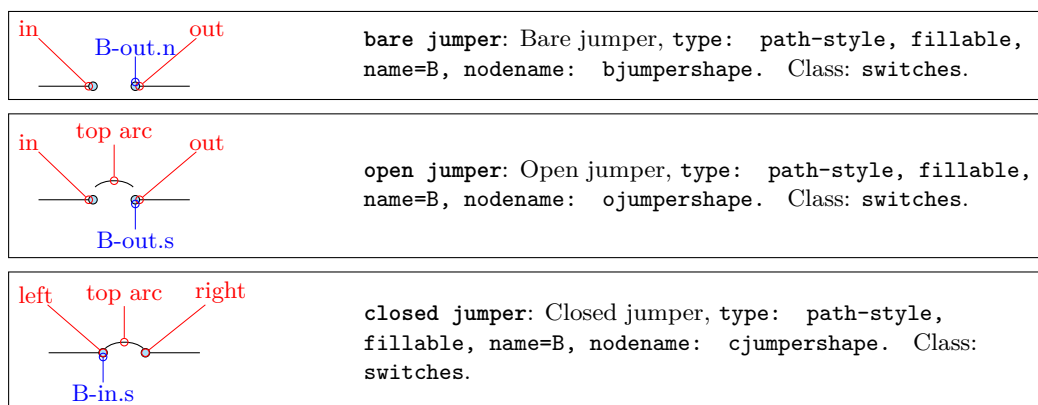 in
out
B-out.n
bare jumper: Bare jumper, type: path-style, fillable,
name=B, nodename: bjumpershape. Class: switches.
top arc
in
out
B-out.s
open jumper: Open jumper, type: path-style, fillable,
name=B, nodename: ojumpershape. Class: switches.
left
top arc
right
B-in.s
closed jumper: Closed jumper, type: path-style,
fillable, name=B, nodename: cjumpershape. Class:
switches.